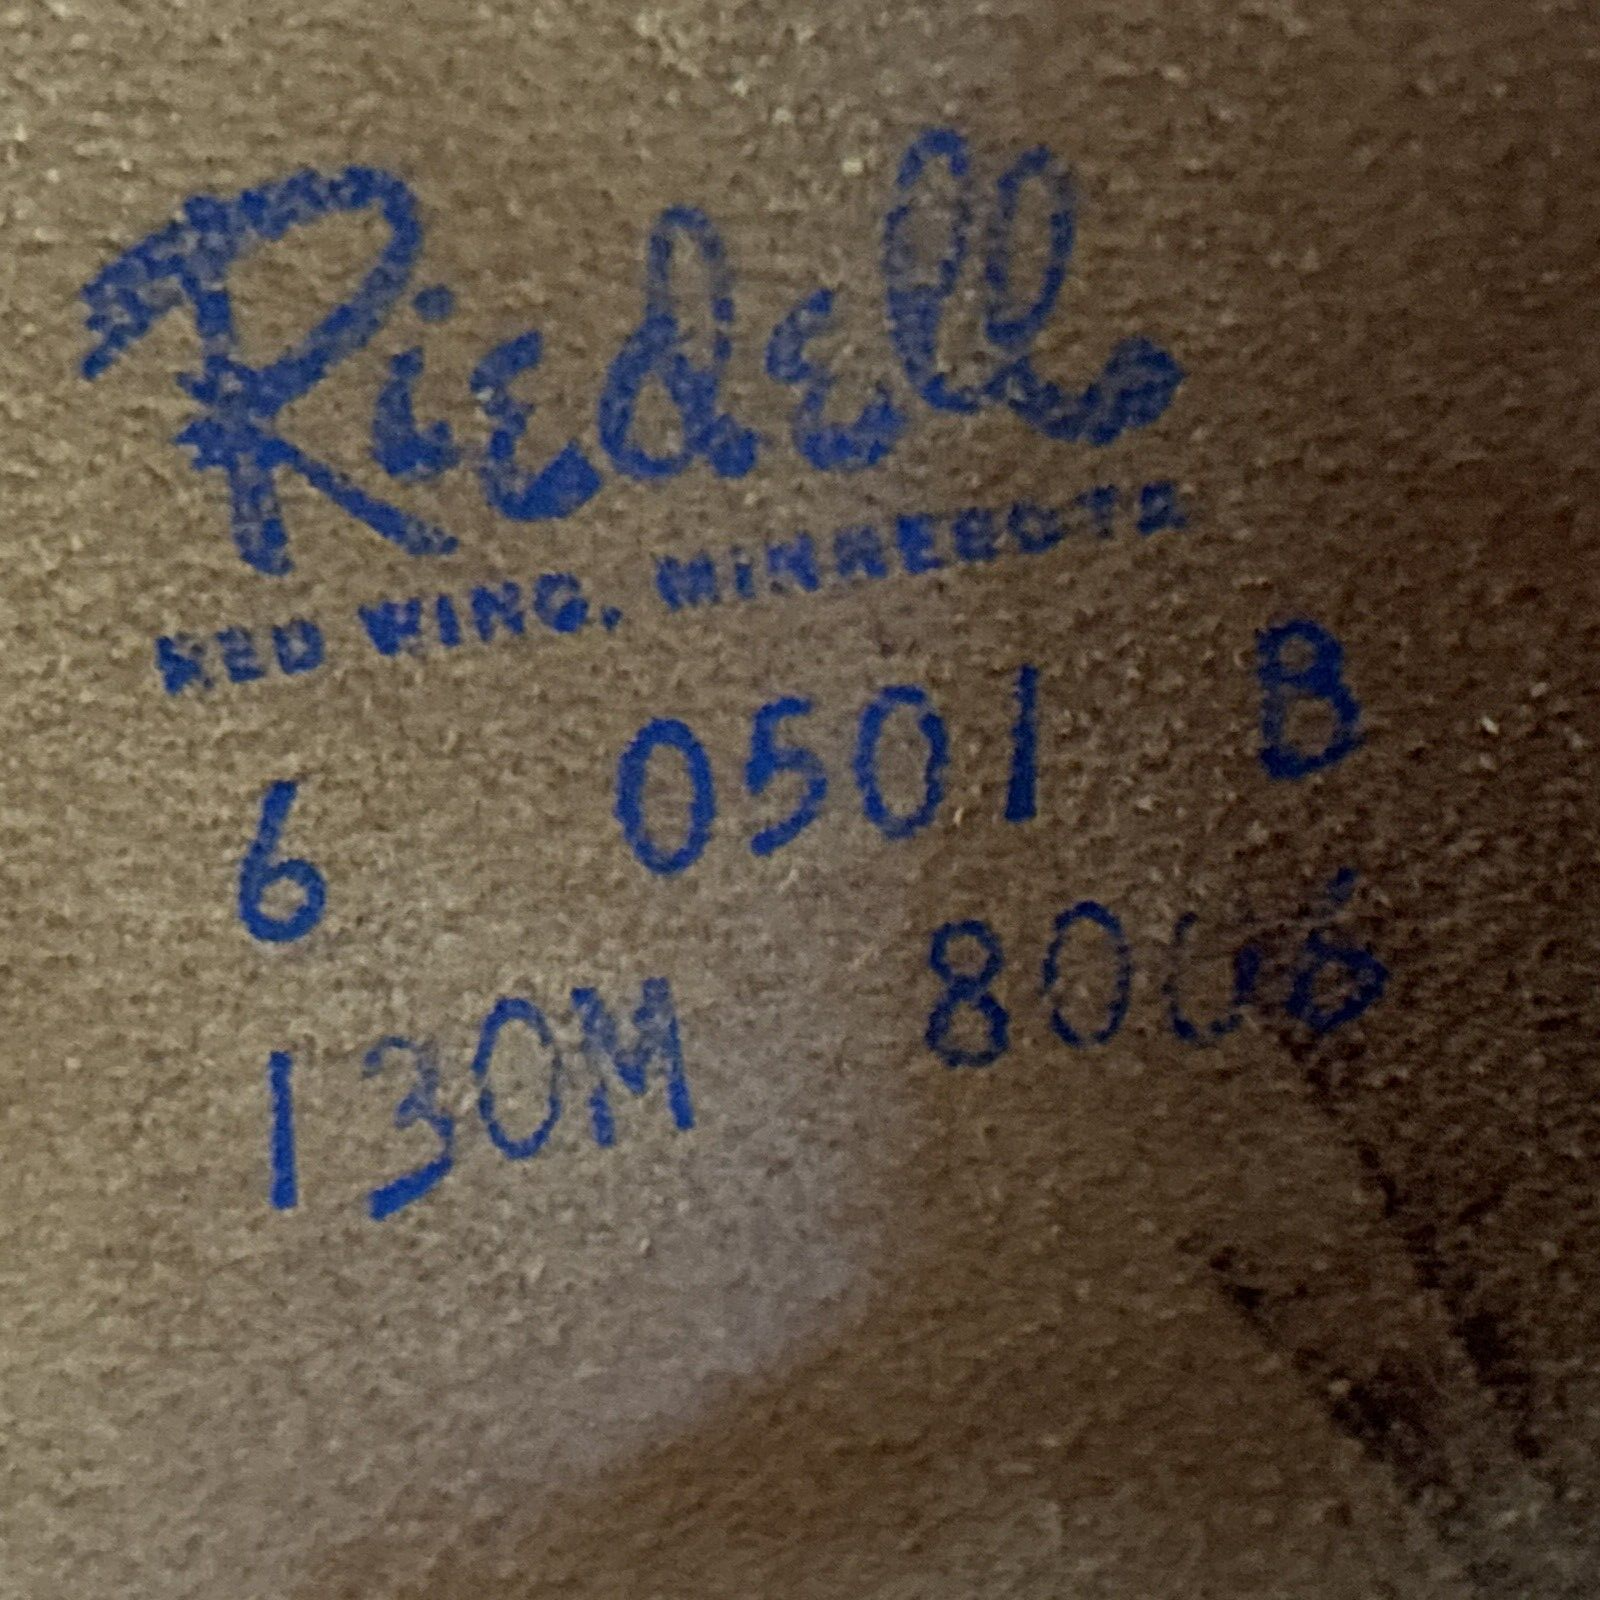 Riedell
RED WING, MINNESOTA
6 0501 B
130M